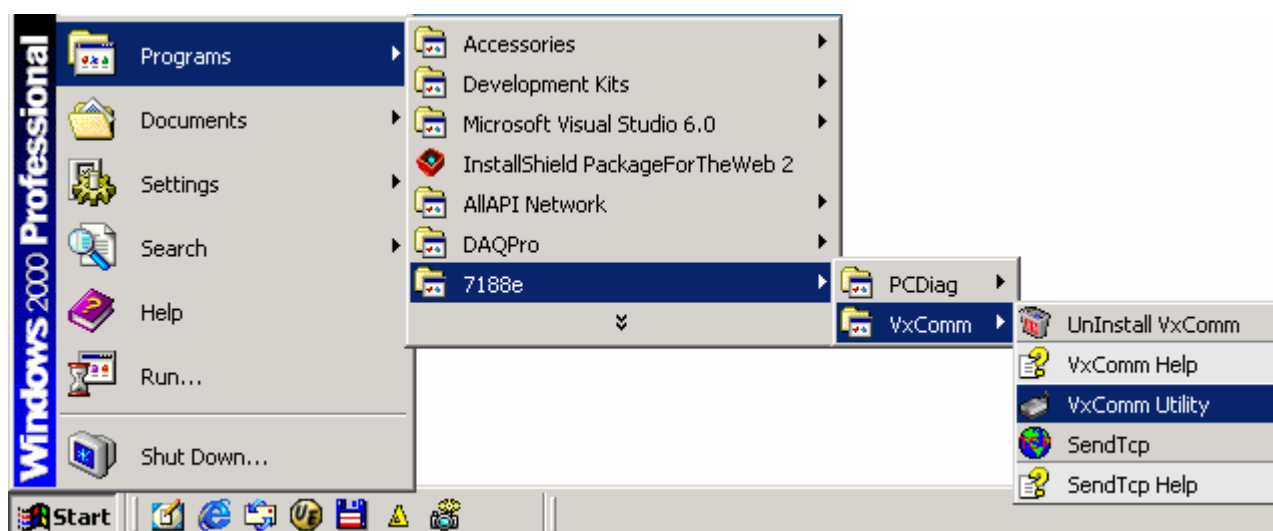 Windows 2000 Professional
Programs
Documents
Settings
Search
Help
Run...
Shut Down...
Accessories
Development Kits
Microsoft Visual Studio 6.0
InstallShield PackageForTheWeb 2
AllAPI Network
DAQPro
7188e
PCDiag
VxComm
UnInstall VxComm
VxComm Help
VxComm Utility
SendTcp
SendTcp Help
Start